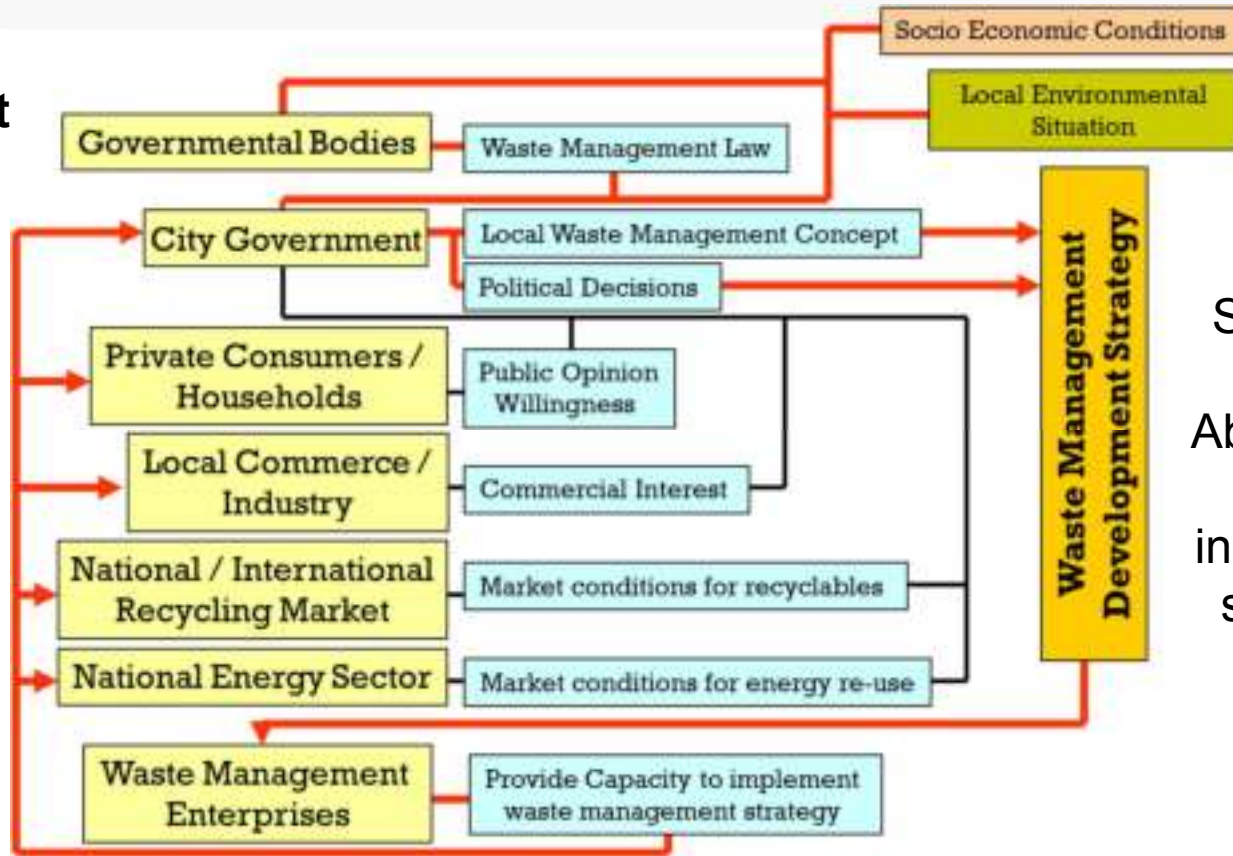 Socio Economic Conditions
t
Local Environmental
Situation
Governmental Bodies
Waste Management Law
City Government
Local Waste Management Concept
Political Decisions
Waste Management
Development Strategy
Private Consumers /
Households
Public Opinion
Willingness
Local Commerce /
Industry
Commercial Interest
National / International
Recycling Market
Market conditions for recyclables
National Energy Sector
Market conditions for energy re-use
Waste Management
Enterprises
Provide Capacity to implement
waste management strategy
S
Ab
in
s